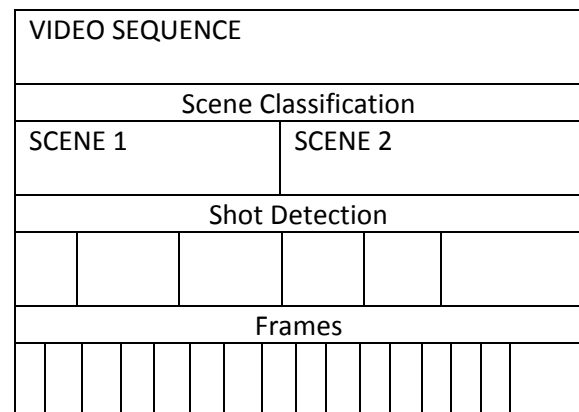 VIDEO SEQUENCE
Scene Classification
SCENE 1
SCENE 2
Shot Detection
Frames